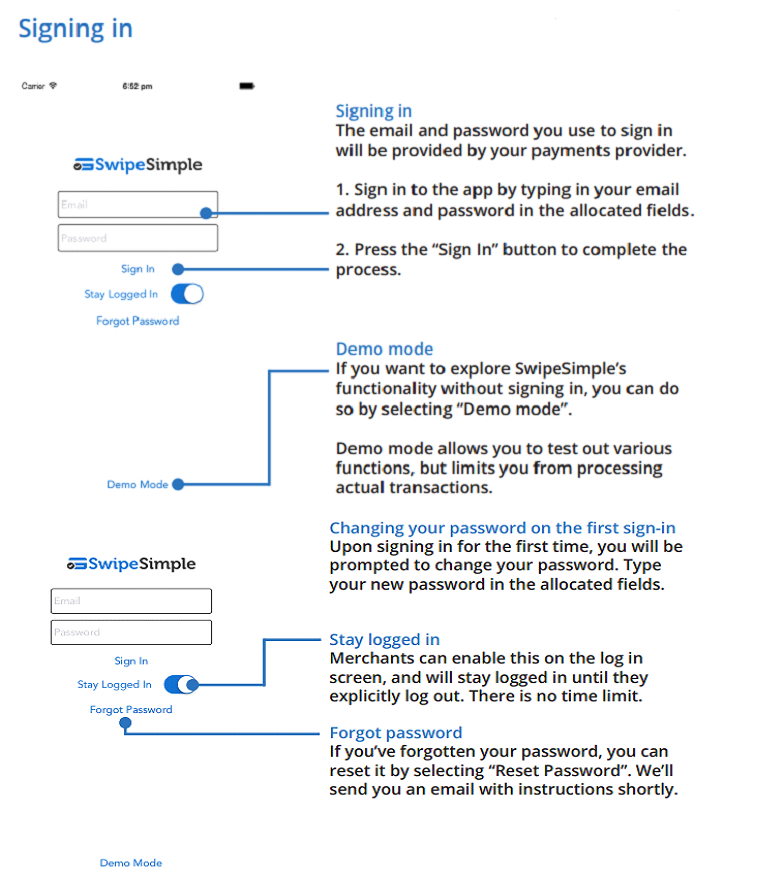 Signing in
Carrier 6:52 pm
SwipeSimple
Email
Password
Sign In
Stay Logged In
Forgot Password
Demo Mode
Signing in
The email and password you use to sign in
will be provided by your payments provider.
1. Sign in to the app by typing in your email
address and password in the allocated fields.
2. Press the “Sign In” button to complete the
process.
Demo mode
If you want to explore SwipeSimple’s
functionality without signing in, you can do
so by selecting “Demo mode”.
Demo mode allows you to test out various
functions, but limits you from processing
actual transactions.
SwipeSimple
Email
Password
Sign In
Stay Logged In
Forgot Password
Demo Mode
Changing your password on the first sign-in
Upon signing in for the first time, you will be
prompted to change your password. Type
your new password in the allocated fields.
Stay logged in
Merchants can enable this on the log in
screen, and will stay logged in until they
explicitly log out. There is no time limit.
Forgot password
If you’ve forgotten your password, you can
reset it by selecting “Reset Password”. We’ll
send you an email with instructions shortly.